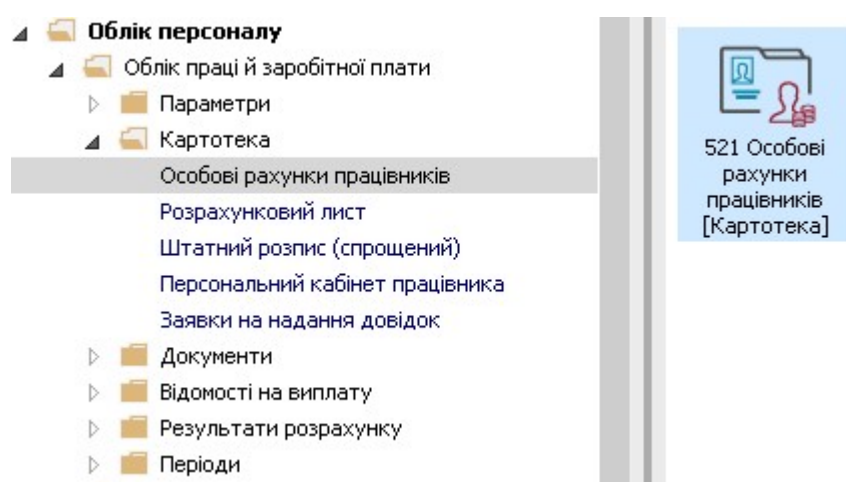 Облік персоналу
Облік праці й заробітної плати
Параметри
Картотека
Особові рахунки працівників
Розрахунковий лист
Штатний розпис (спрощений)
Персональний кабінет працівника
Заявки на надання довідок
Документи
Відомості на виплату
Результати розрахунку
Періоди
521 Особові
рахунки
працівників
[Картотека]